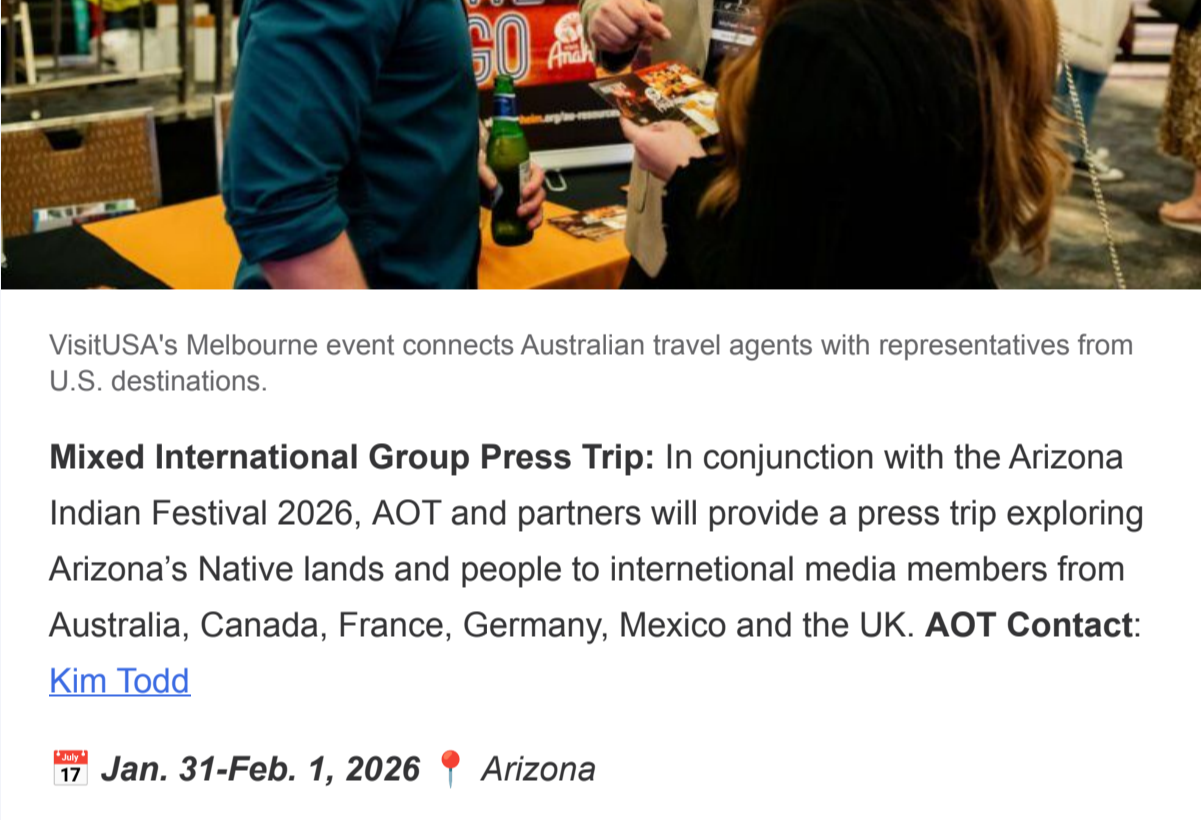 GO
VisitUSA's Melbourne event connects Australian travel agents with representatives from
U.S. destinations.
Mixed International Group Press Trip: In conjunction with the Arizona
Indian Festival 2026, AOT and partners will provide a press trip exploring
Arizona’s Native lands and people to internetional media members from
Australia, Canada, France, Germany, Mexico and the UK. AOT Contact:
Kim Todd
July
17
Jan. 31-Feb. 1, 2026 📍 Arizona